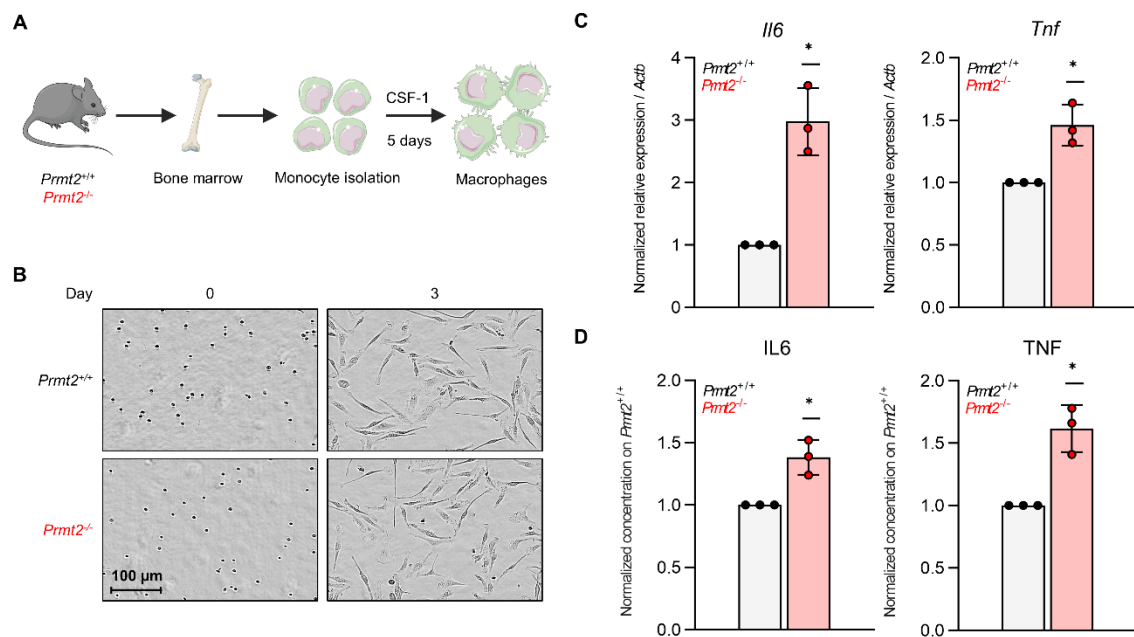 A
Prmt2+/+
Prmt2-/-
Bone marrow
Monocyte isolation
CSF-1
5 days
Macrophages
B
Day
0
3
Prmt2+/+
Prmt2-/-
100 µm
C
Il6
Normalized relative expression / Actb
4
3
2
1
0
Prmt2+/+
Prmt2-/-
*
Tnf
Normalized relative expression / Actb
2.0
1.5
1.0
0.5
0.0
Prmt2+/+
Prmt2-/-
*
D
IL6
Normalized concentration on Prmt2+/+
2.0
1.5
1.0
0.5
0.0
Prmt2+/+
Prmt2-/-
*
TNF
Normalized concentration on Prmt2+/+
2.0
1.5
1.0
0.5
0.0
Prmt2+/+
Prmt2-/-
*